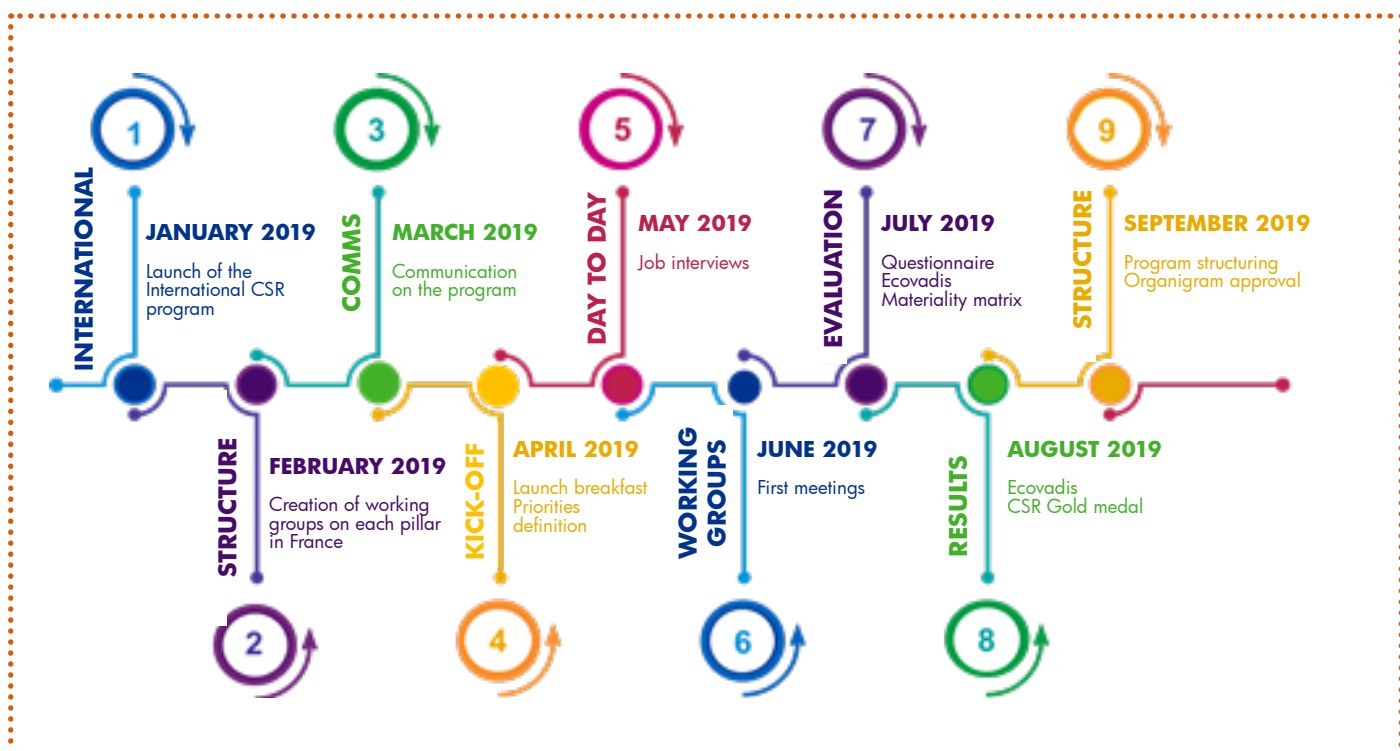 1
INTERNATIONAL
JANUARY 2019
Launch of the
International CSR
program
2
STRUCTURE
FEBRUARY 2019
Creation of working
groups on each pillar
in France
3
COMMS
MARCH 2019
Communication
on the program
4
KICK-OFF
APRIL 2019
Launch breakfast
Priorities
definition
5
DAY TO DAY
MAY 2019
Job interviews
6
WORKING
GROUPS
JUNE 2019
First meetings
7
EVALUATION
JULY 2019
Questionnaire
Ecovadis
Materiality matrix
8
RESULTS
AUGUST 2019
Ecovadis
CSR Gold medal
9
STRUCTURE
SEPTEMBER 2019
Program structuring
Organigram approval